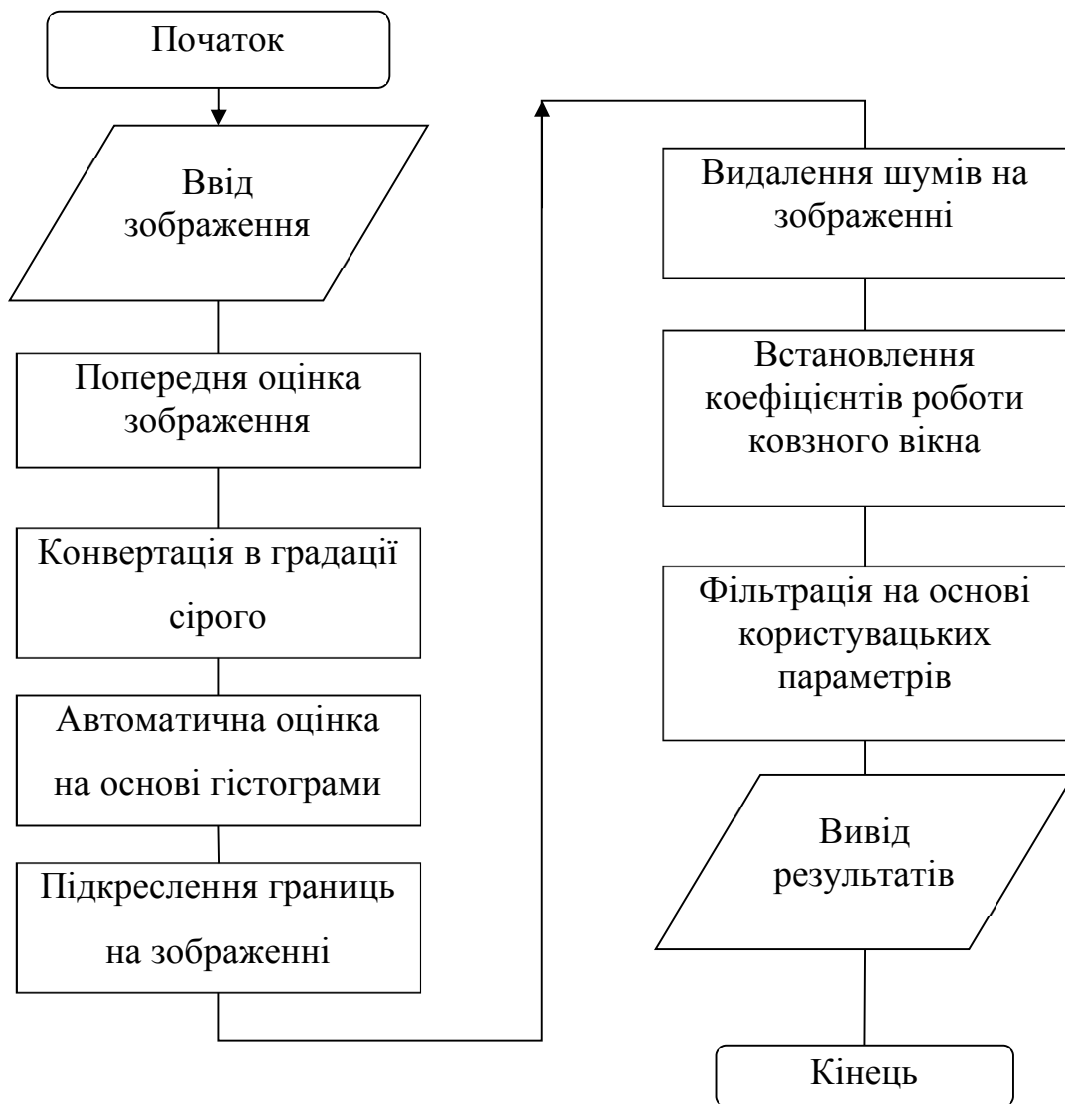 Початок
Ввід
зображення
Попередня оцінка
зображення
Конвертація в градації
сірого
Автоматична оцінка
на основі гістограми
Підкреслення границь
на зображенні
Видалення шумів на
зображенні
Встановлення
коефіцієнтів роботи
ковзного вікна
Фільтрація на основі
користувацьких
параметрів
Вивід
результатів
Кінець